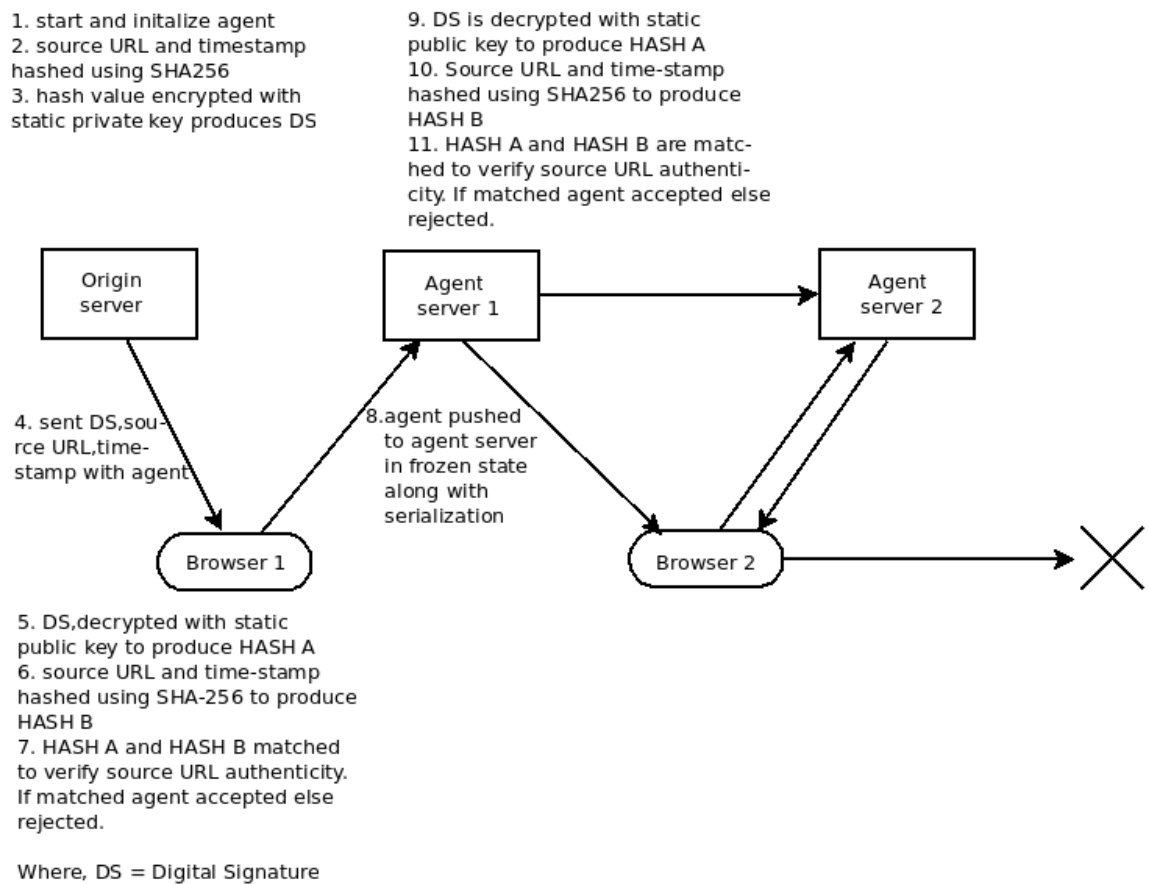 1. start and initalize agent
2. source URL and timestamp
hashed using SHA256
3. hash value encrypted with
static private key produces DS
9. DS is decrypted with static
public key to produce HASH A
10. Source URL and time-stamp
hashed using SHA256 to produce
HASH B
11. HASH A and HASH B are matc-
hed to verify source URL authenti-
city. If matched agent accepted else
rejected.
Origin
server
Agent
server 1
Agent
server 2
4. sent DS,sou-
rce URL,time-
stamp with agent
8.agent pushed
to agent server
in frozen state
along with
serialization
Browser 1
Browser 2
5. DS,decrypted with static
public key to produce HASH A
6. source URL and time-stamp
hashed using SHA-256 to produce
HASH B
7. HASH A and HASH B matched
to verify source URL authenticity.
If matched agent accepted else
rejected.
Where, DS = Digital Signature